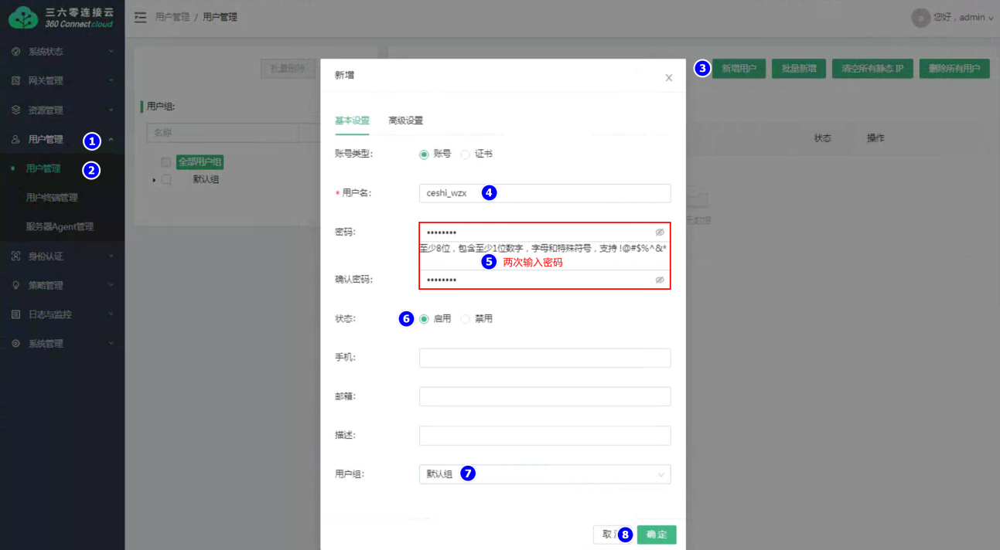 三六零连接云
360 Connect cloud
用户管理 / 用户管理
您好，admin
系统状态
网关管理
资源管理
用户管理 1
用户管理 2
用户终端管理
服务器Agent管理
身份认证
策略管理
日志与监控
系统管理
批量删除
用户组:
名称
全部用户组
默认组
3 新增用户 批量新增 清空所有静态 IP 删除所有用户
状态 操作
无数据
新增
基本设置 高级设置
账号类型: 账号 证书
* 用户名: ceshi_wzx 4
密码: ••••••••
至少8位，包含至少1位数字，字母和特殊符号，支持 !@#$%^&*
5 两次输入密码
确认密码: ••••••••
状态: 6 启用 禁用
手机:
邮箱:
描述:
用户组: 默认组 7
取 8 确 定